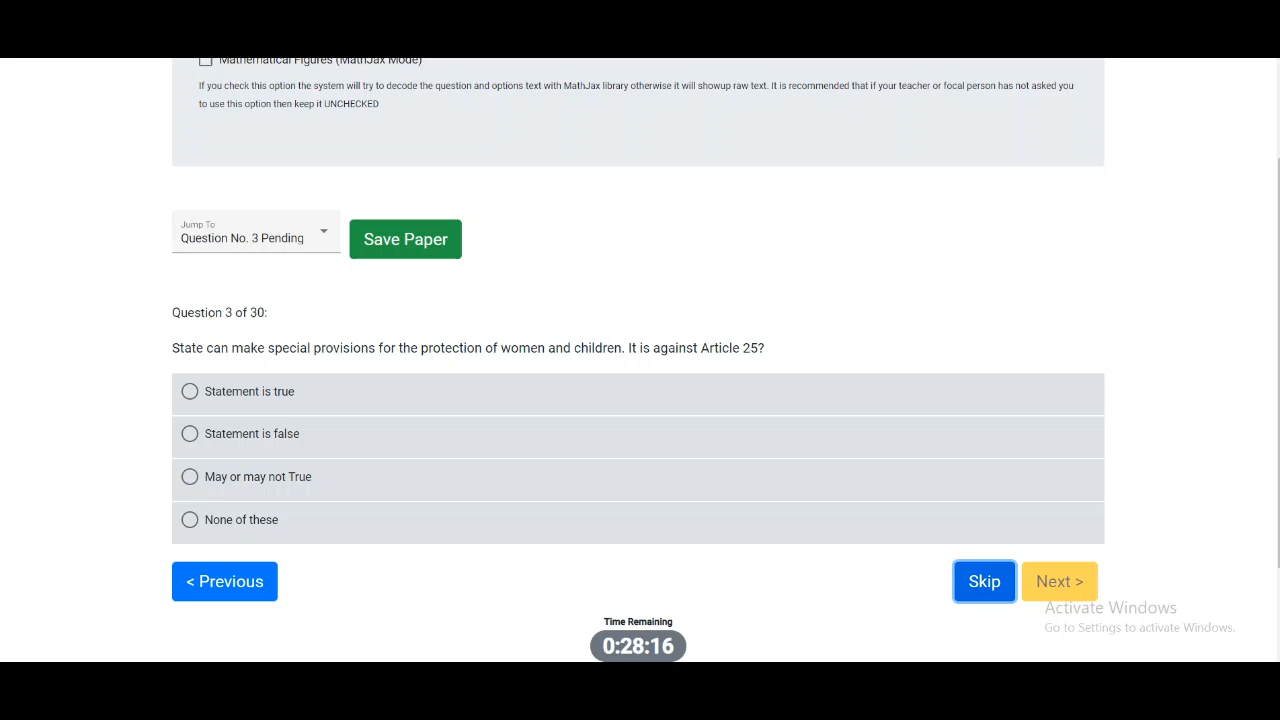 Mathematical Figures (MathJax Mode)
If you check this option the system will try to decode the question and options text with MathJax library otherwise it will showup raw text. It is recommended that if your teacher or focal person has not asked you
to use this option then keep it UNCHECKED
Jump To
Question No. 3 Pending
Save Paper
Question 3 of 30:
State can make special provisions for the protection of women and children. It is against Article 25?
Statement is true
Statement is false
May or may not True
None of these
< Previous
Skip
Next >
Activate Windows
Go to Settings to activate Windows.
Time Remaining
0:28:16